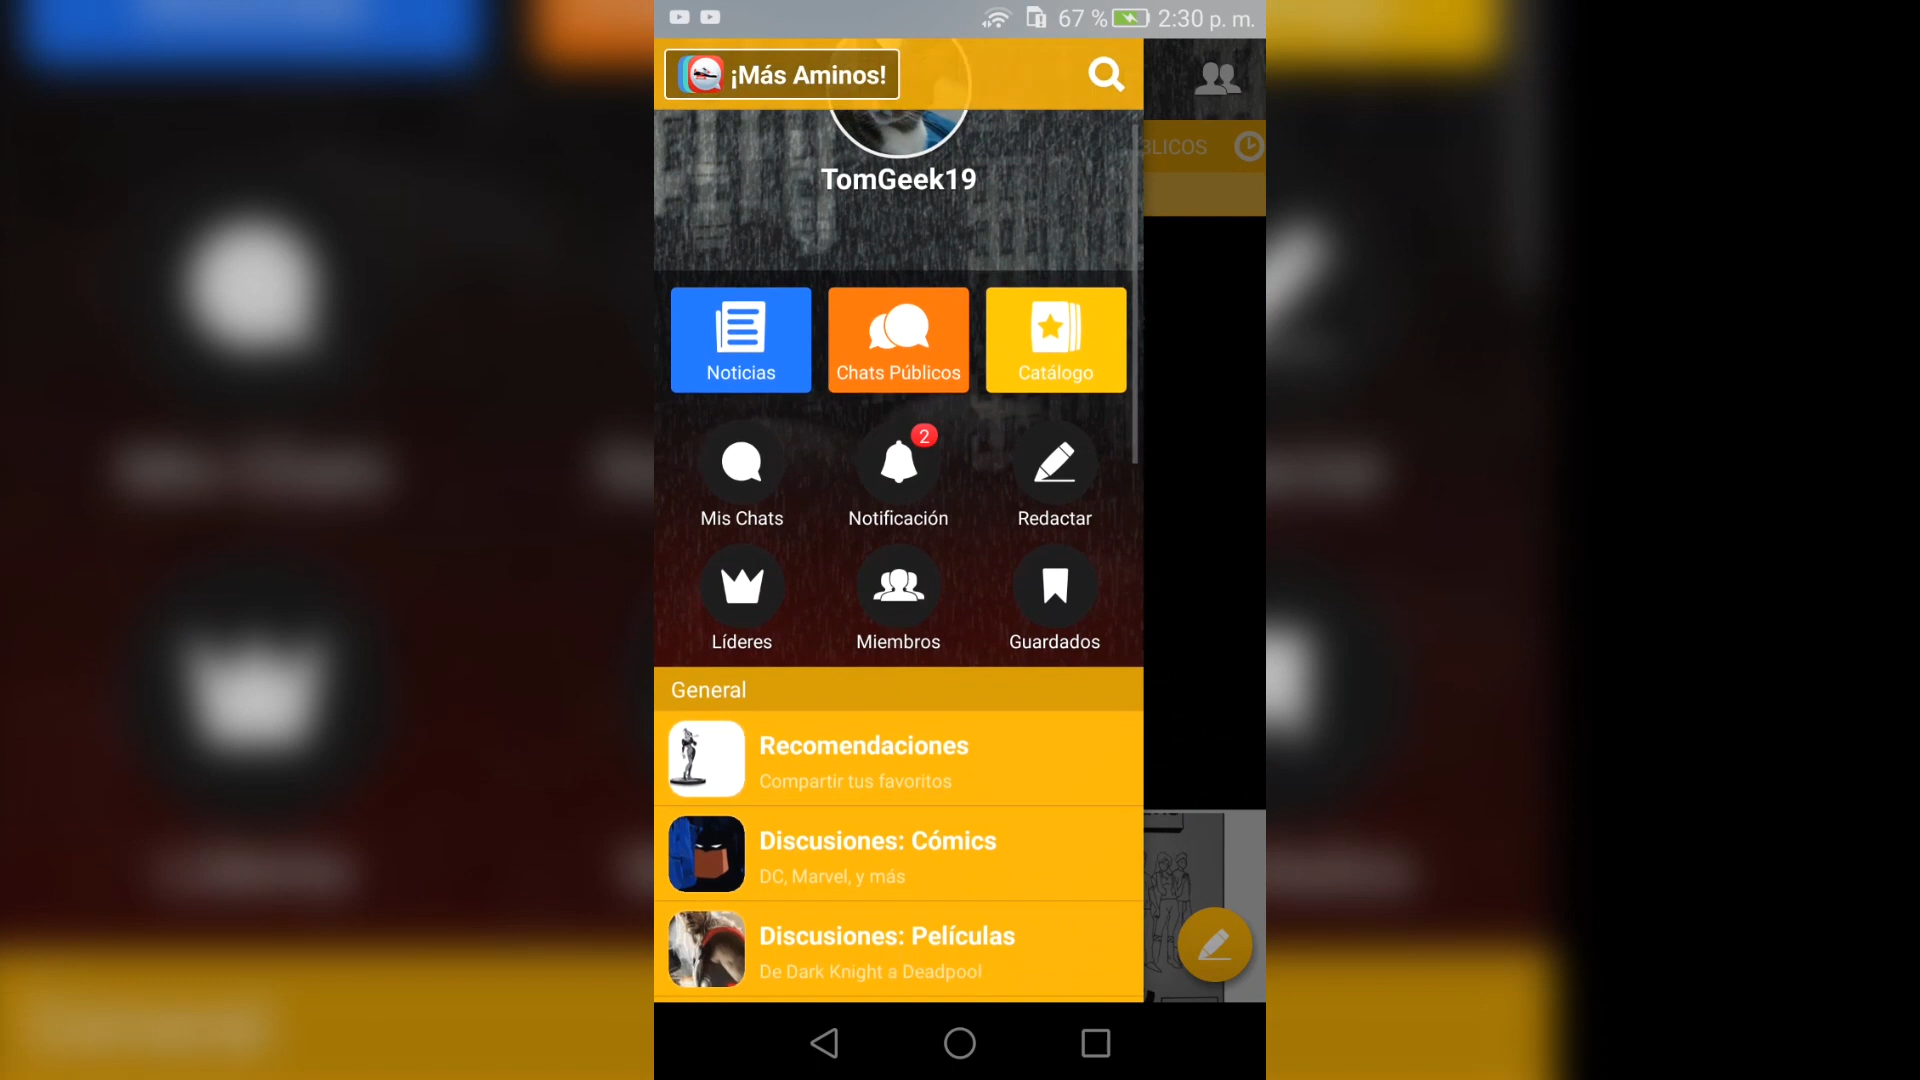 67 % 2:30 p. m.
¡Más Aminos!
BLICOS
TomGeek19
Noticias
Chats Públicos
Catálogo
2
Mis Chats
Notificación
Redactar
Líderes
Miembros
Guardados
General
Recomendaciones
Compartir tus favoritos
Discusiones: Cómics
DC, Marvel, y más
Discusiones: Películas
De Dark Knight a Deadpool